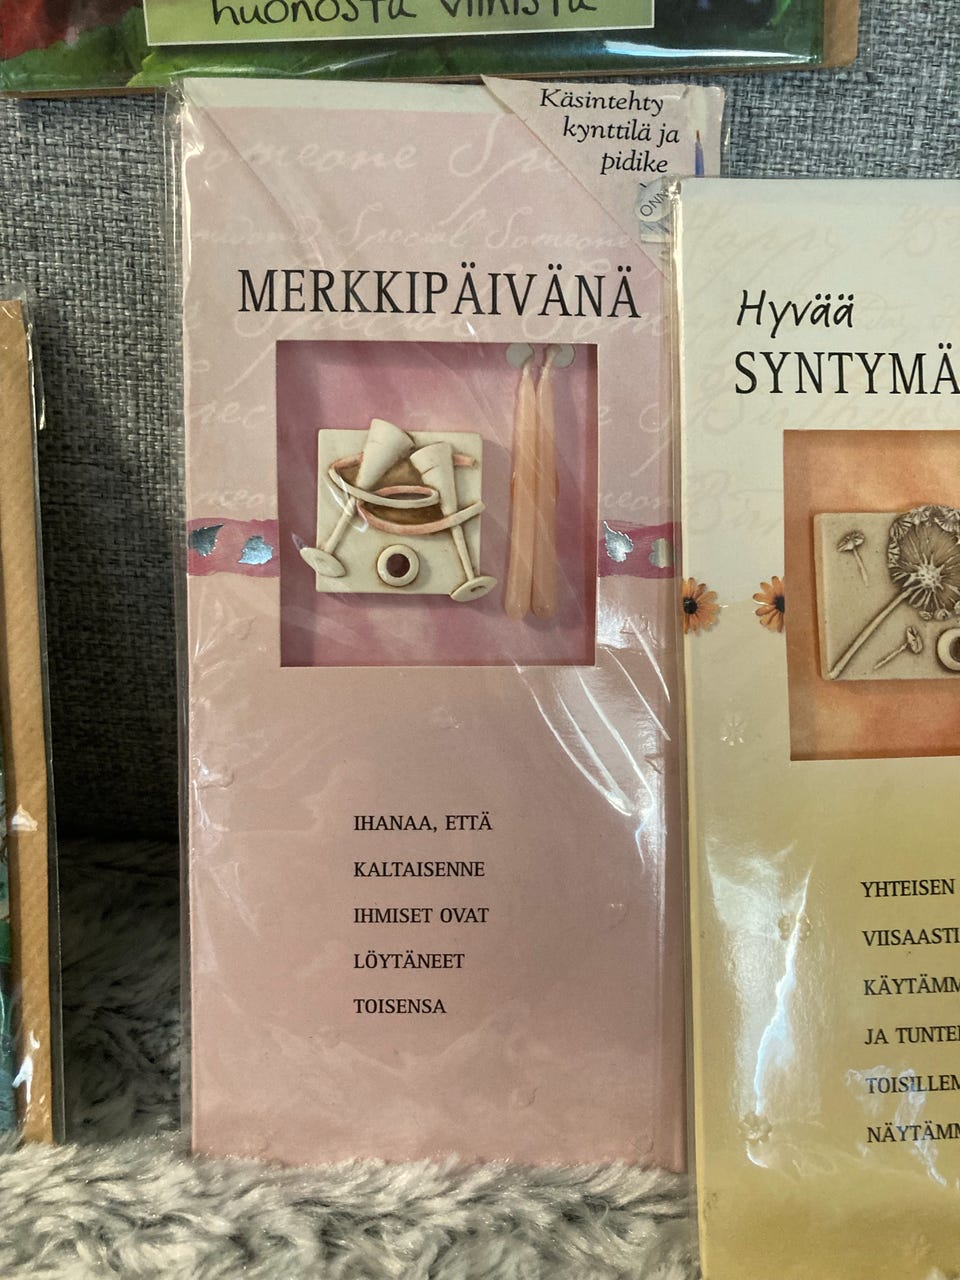 huonosta viinistä
Käsintehty
kynttilä ja
pidike
ONN
MERKKIPÄIVÄNÄ
IHANAA, ETTÄ
KALTAISENNE
IHMISET OVAT
LÖYTÄNEET
TOISENSA
Hyvää
SYNTYMÄ
YHTEISEN
VIISAASTI
KÄYTÄMM
JA TUNTE
TOISILLEM
NÄYTÄMM